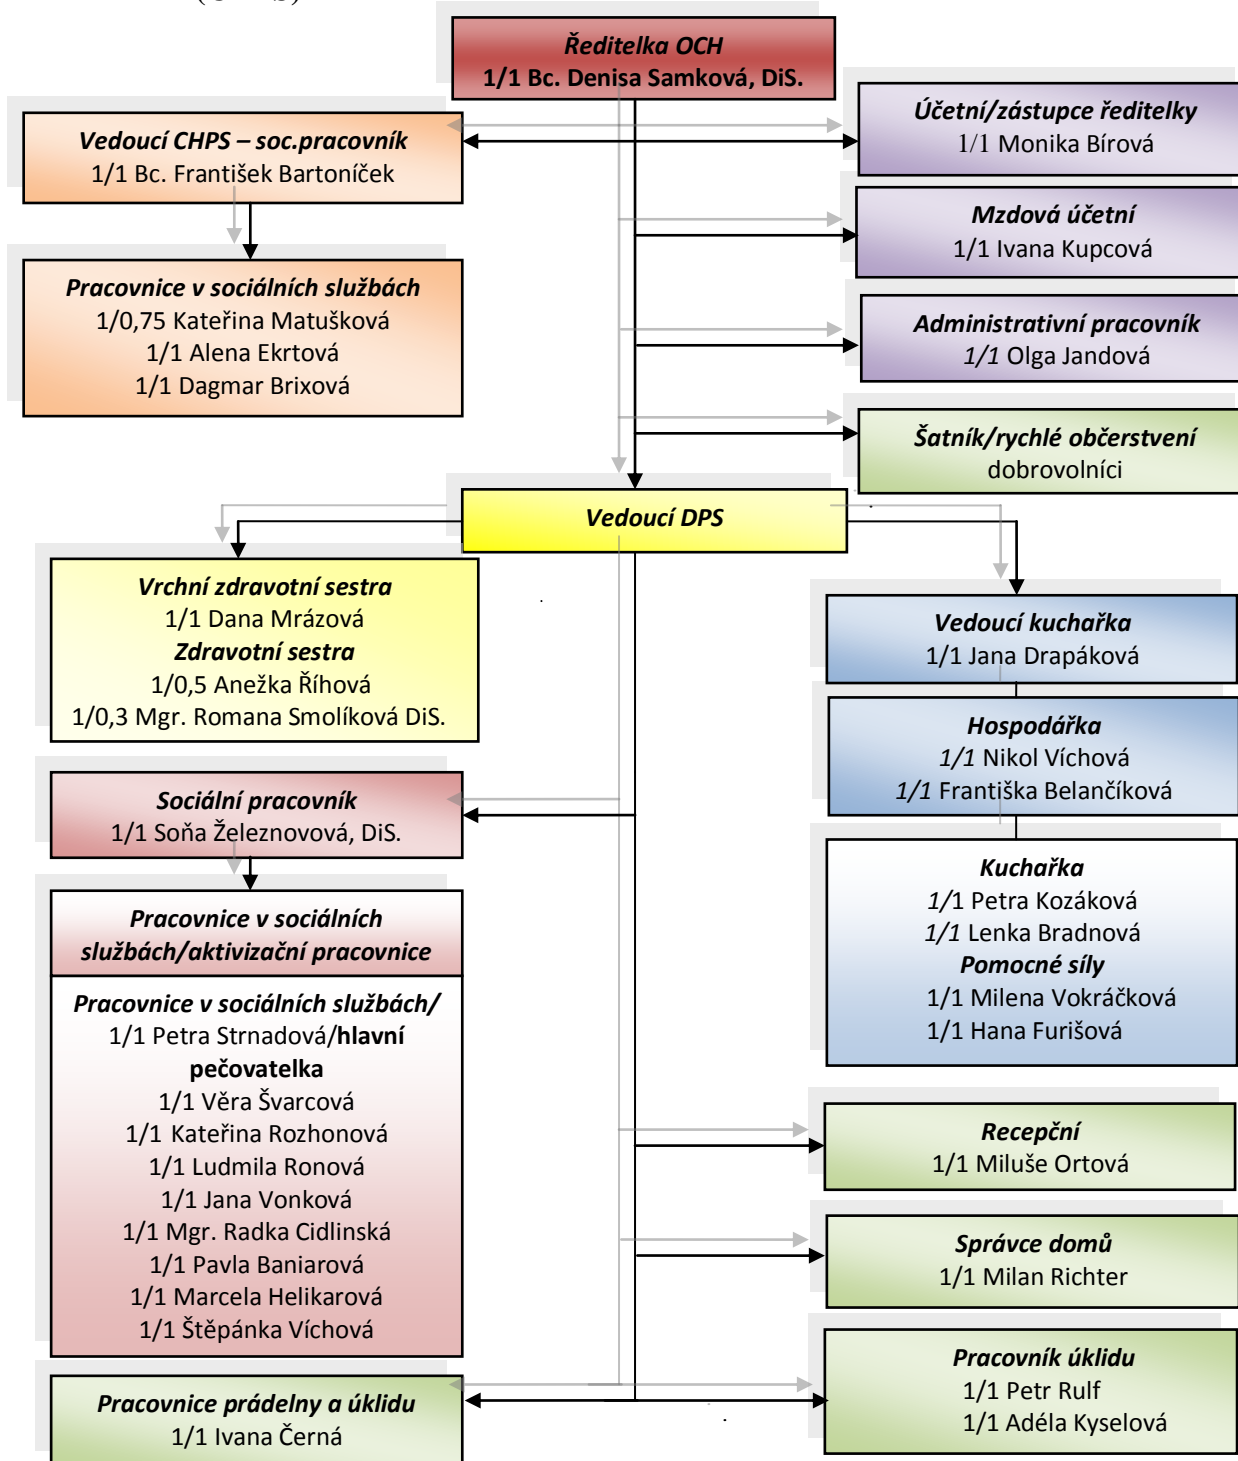 Ředitelka OCH
1/1 Bc. Denisa Samková, DiS.
Vedoucí CHPS – soc.pracovník
1/1 Bc. František Bartoníček
Účetní/zástupce ředitelky
1/1 Monika Bírová
Mzdová účetní
1/1 Ivana Kupcová
Pracovnice v sociálních službách
1/0,75 Kateřina Matušková
1/1 Alena Ekrtová
1/1 Dagmar Brixová
Administrativní pracovník
1/1 Olga Jandová
Šatník/rychlé občerstvení
dobrovolníci
Vedoucí DPS
Vrchní zdravotní sestra
1/1 Dana Mrázová
Zdravotní sestra
1/0,5 Anežka Říhová
1/0,3 Mgr. Romana Smolíková DiS.
Vedoucí kuchařka
1/1 Jana Drapáková
Hospodářka
1/1 Nikol Víchová
1/1 Františka Belančíková
Sociální pracovník
1/1 Soňa Železnovová, DiS.
Kuchařka
1/1 Petra Kozáková
1/1 Lenka Bradnová
Pomocné síly
1/1 Milena Vokráčková
1/1 Hana Furišová
Pracovnice v sociálních
službách/aktivizační pracovnice
Pracovnice v sociálních službách/
1/1 Petra Strnadová/hlavní
pečovatelka
1/1 Věra Švarcová
1/1 Kateřina Rozhonová
1/1 Ludmila Ronová
1/1 Jana Vonková
1/1 Mgr. Radka Cidlinská
1/1 Pavla Baniarová
1/1 Marcela Helikarová
1/1 Štěpánka Víchová
Recepční
1/1 Miluše Ortová
Správce domů
1/1 Milan Richter
Pracovník úklidu
1/1 Petr Rulf
1/1 Adéla Kyselová
Pracovnice prádelny a úklidu
1/1 Ivana Černá